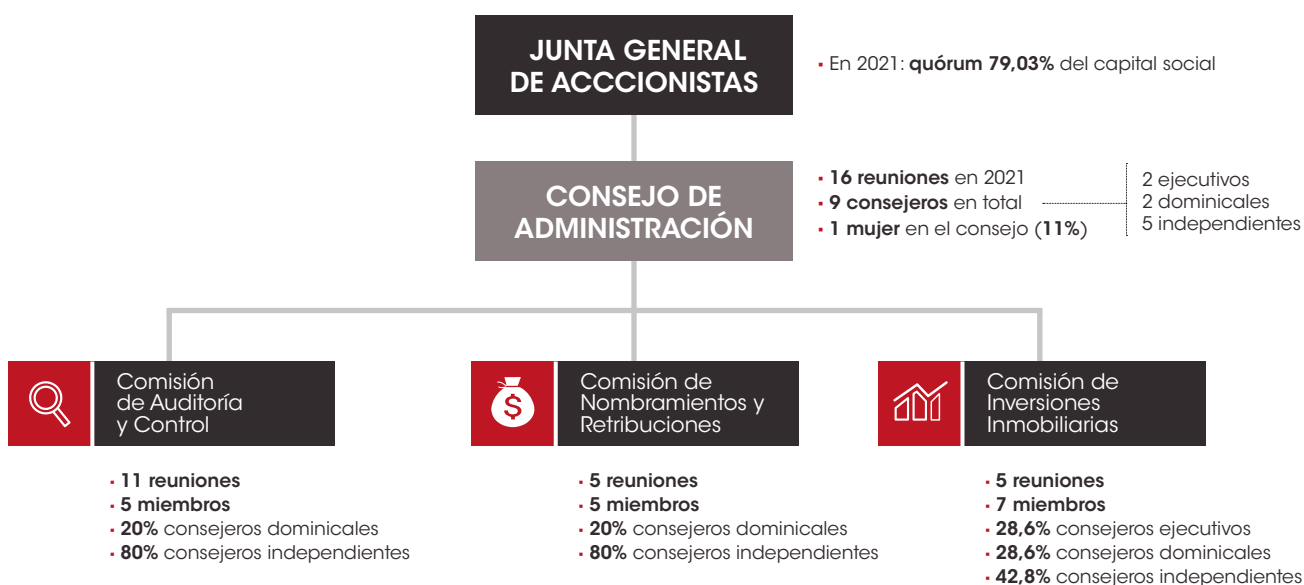 JUNTA GENERAL
DE ACCCIONISTAS
▪ En 2021: quórum 79,03% del capital social
CONSEJO DE
ADMINISTRACIÓN
▪ 16 reuniones en 2021
▪ 9 consejeros en total
▪ 1 mujer en el consejo (11%)
2 ejecutivos
2 dominicales
5 independientes
Comisión
de Auditoría
y Control
▪ 11 reuniones
▪ 5 miembros
▪ 20% consejeros dominicales
▪ 80% consejeros independientes
$
Comisión de
Nombramientos y
Retribuciones
▪ 5 reuniones
▪ 5 miembros
▪ 20% consejeros dominicales
▪ 80% consejeros independientes
Comisión de
Inversiones
Inmobiliarias
▪ 5 reuniones
▪ 7 miembros
▪ 28,6% consejeros ejecutivos
▪ 28,6% consejeros dominicales
▪ 42,8% consejeros independientes